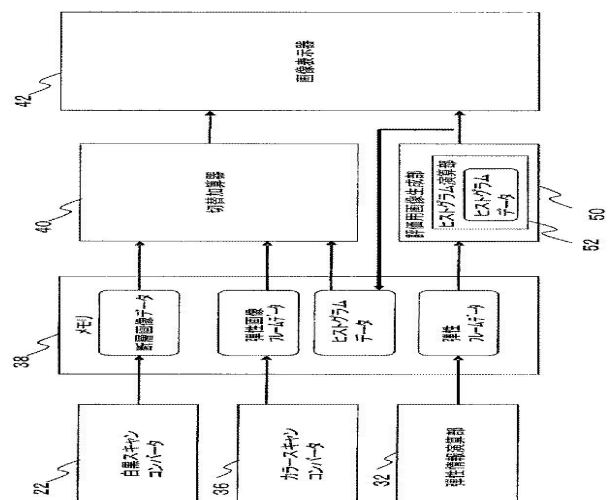 22
白黒スキャン
コンバータ
36
カラースキャン
コンバータ
32
弾性情報演算部
38
メモリ
断層画像データ
弾性画像
フレームデータ
ヒストグラム
データ
弾性
フレームデータ
40
切替加算器
評価用画像生成部
ヒストグラム演算部
ヒストグラム
データ
52
50
42
画像表示器